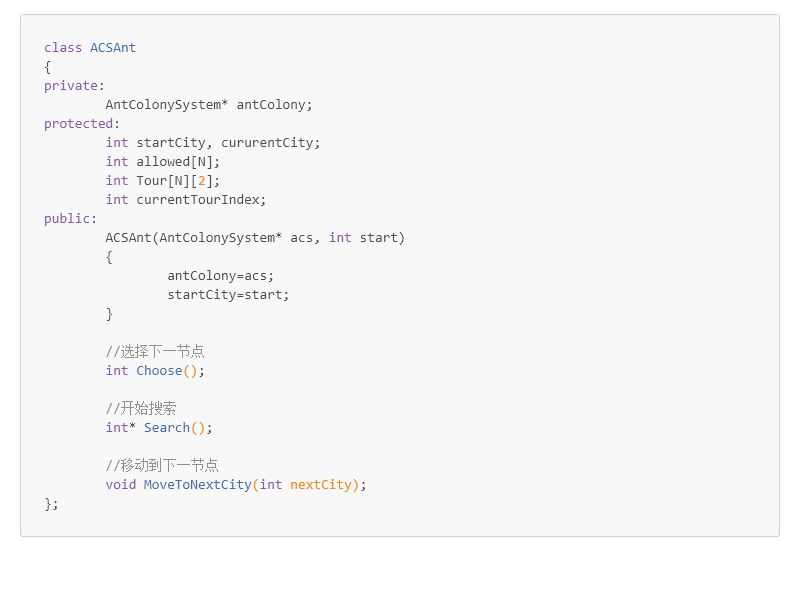 class ACSAnt
{
private:
        AntColonySystem* antColony;
protected:
        int startCity, cururentCity;
        int allowed[N];
        int Tour[N][2];
        int currentTourIndex;
public:
        ACSAnt(AntColonySystem* acs, int start)
        {
                antColony=acs;
                startCity=start;
        }

        //选择下一节点
        int Choose();

        //开始搜索
        int* Search();

        //移动到下一节点
        void MoveToNextCity(int nextCity);
};